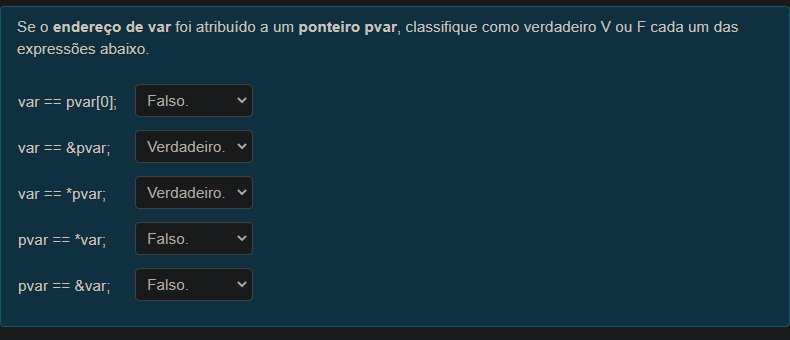 Se o endereço de var foi atribuído a um ponteiro pvar, classifique como verdadeiro V ou F cada um das
expressões abaixo.
var == pvar[0]; Falso.
var == &pvar; Verdadeiro.
var == *pvar; Verdadeiro.
pvar == *var; Falso.
pvar == &var; Falso.